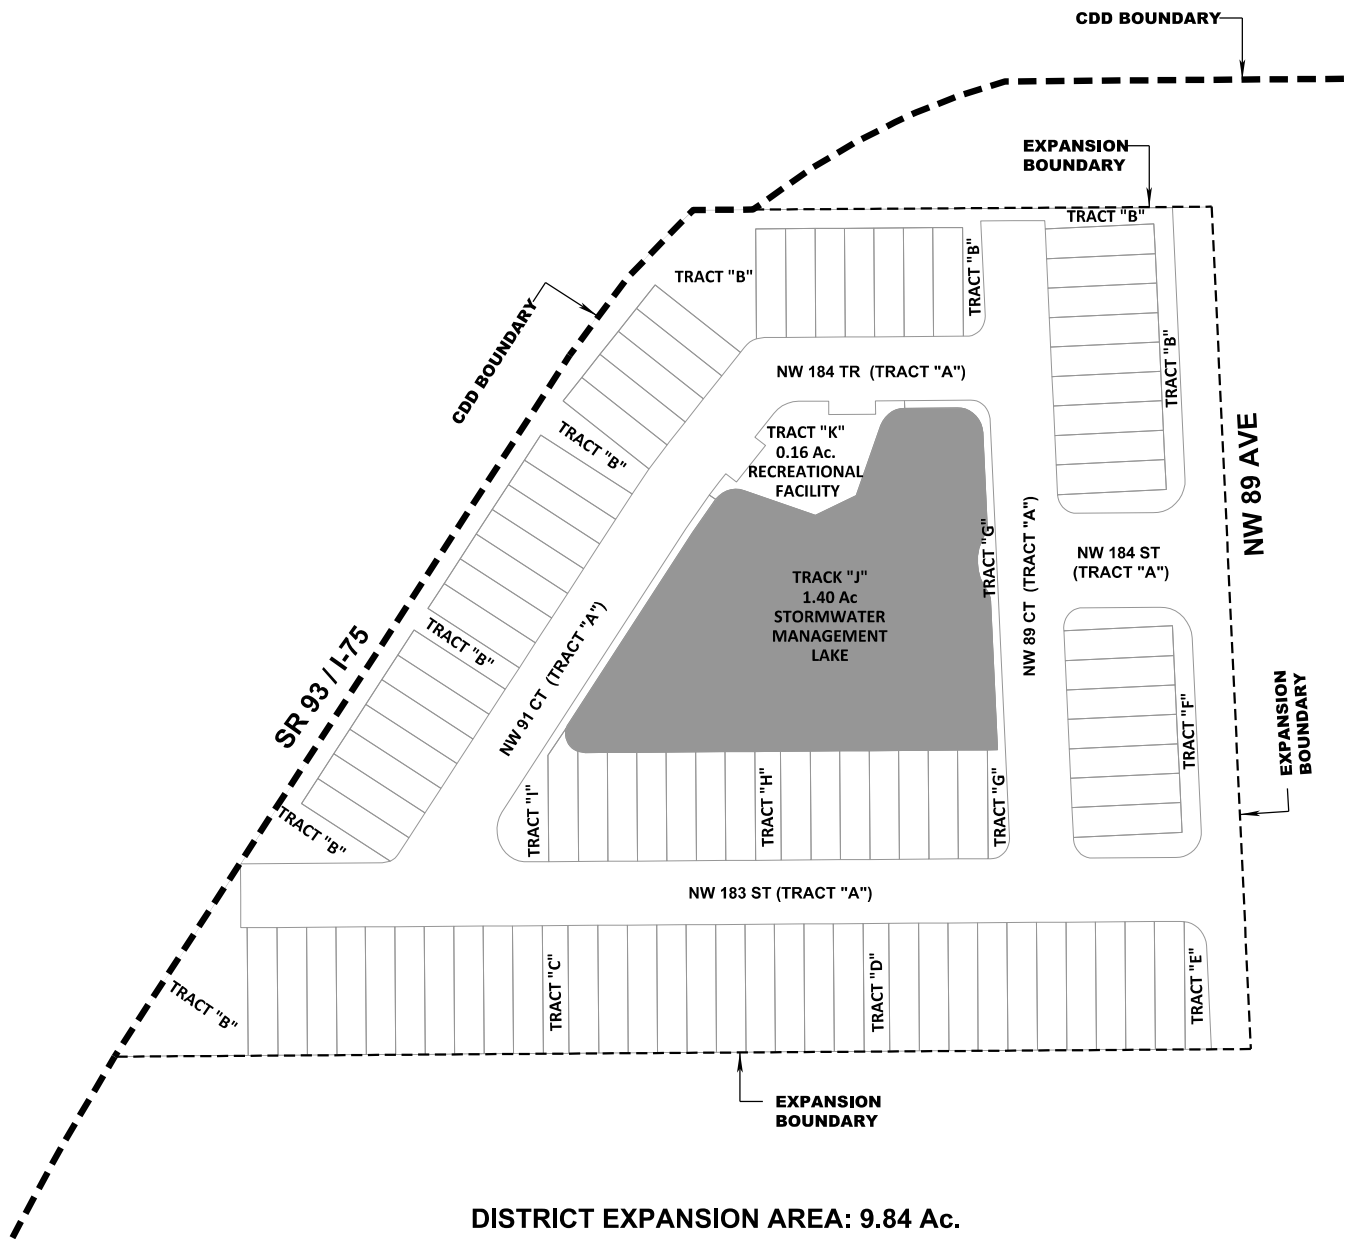 CDD BOUNDARY
EXPANSION
BOUNDARY
TRACT "B"
TRACT "B"
TRACT "B"
CDD BOUNDARY
TRACT "B"
NW 184 TR (TRACT "A")
TRACT "K"
0.16 Ac.
RECREATIONAL
FACILITY
TRACT "B"
NW 89 AVE
TRACT "G"
NW 89 CT (TRACT "A")
NW 184 ST
(TRACT "A")
TRACK "J"
1.40 Ac
STORMWATER
MANAGEMENT
LAKE
TRACT "B"
SR 93 / I-75
NW 91 CT (TRACT "A")
TRACT "F"
EXPANSION
BOUNDARY
TRACT "B"
TRACT "I"
TRACT "H"
TRACT "G"
NW 183 ST (TRACT "A")
TRACT "B"
TRACT "C"
TRACT "D"
TRACT "E"
EXPANSION
BOUNDARY
DISTRICT EXPANSION AREA: 9.84 Ac.